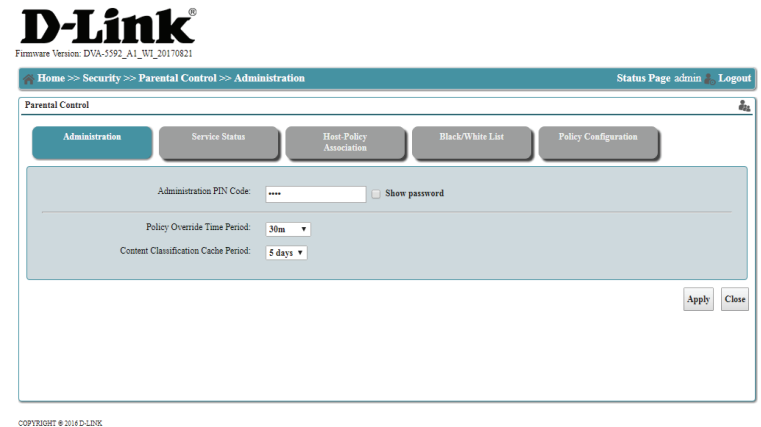 D-Link®
Firmware Version: DVA-5592_A1_WI_20170821
Home >> Security >> Parental Control >> Administration Status Page admin Logout
Parental Control
Administration Service Status Host-Policy Association Black/White List Policy Configuration
Administration PIN Code: •••• Show password
Policy Override Time Period: 30m
Content Classification Cache Period: 5 days
Apply Close
COPYRIGHT © 2016 D-LINK